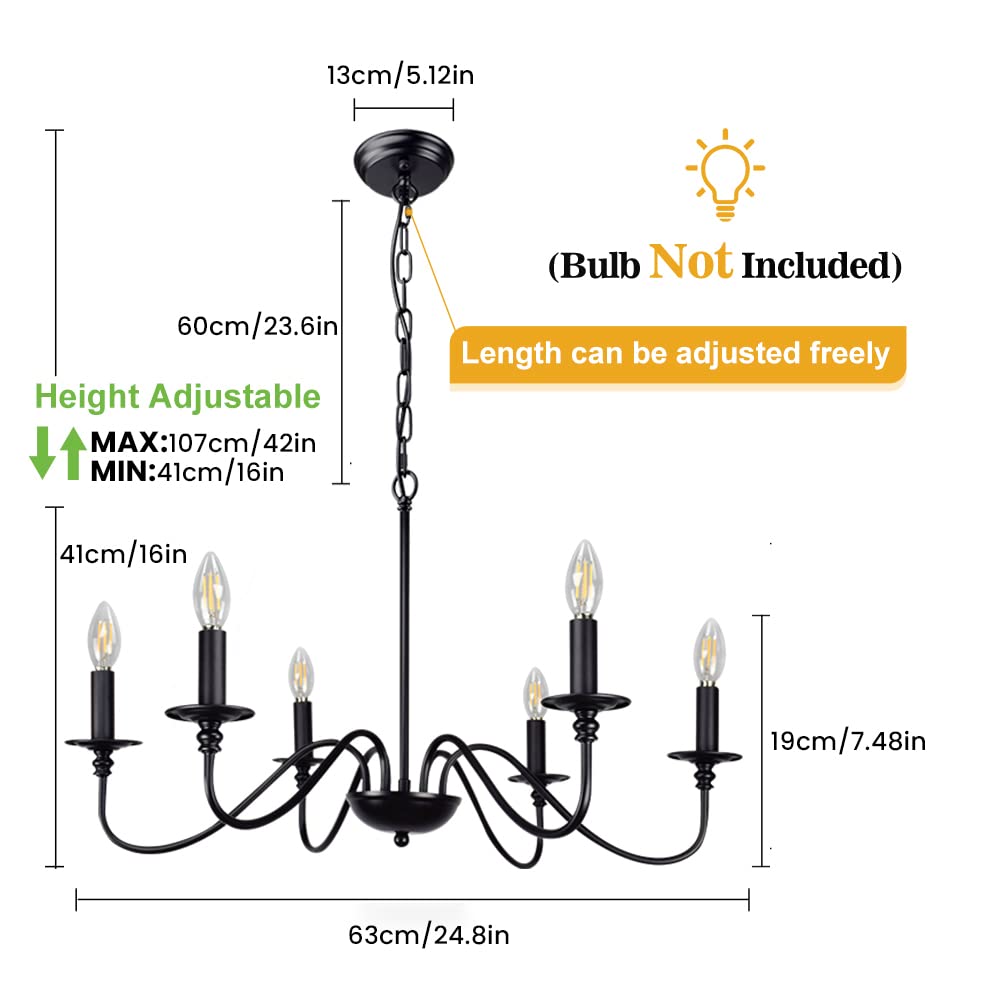 13cm/5.12in
(Bulb Not Included)
60cm/23.6in
Length can be adjusted freely
Height Adjustable
MAX:107cm/42in
MIN:41cm/16in
41cm/16in
19cm/7.48in
63cm/24.8in